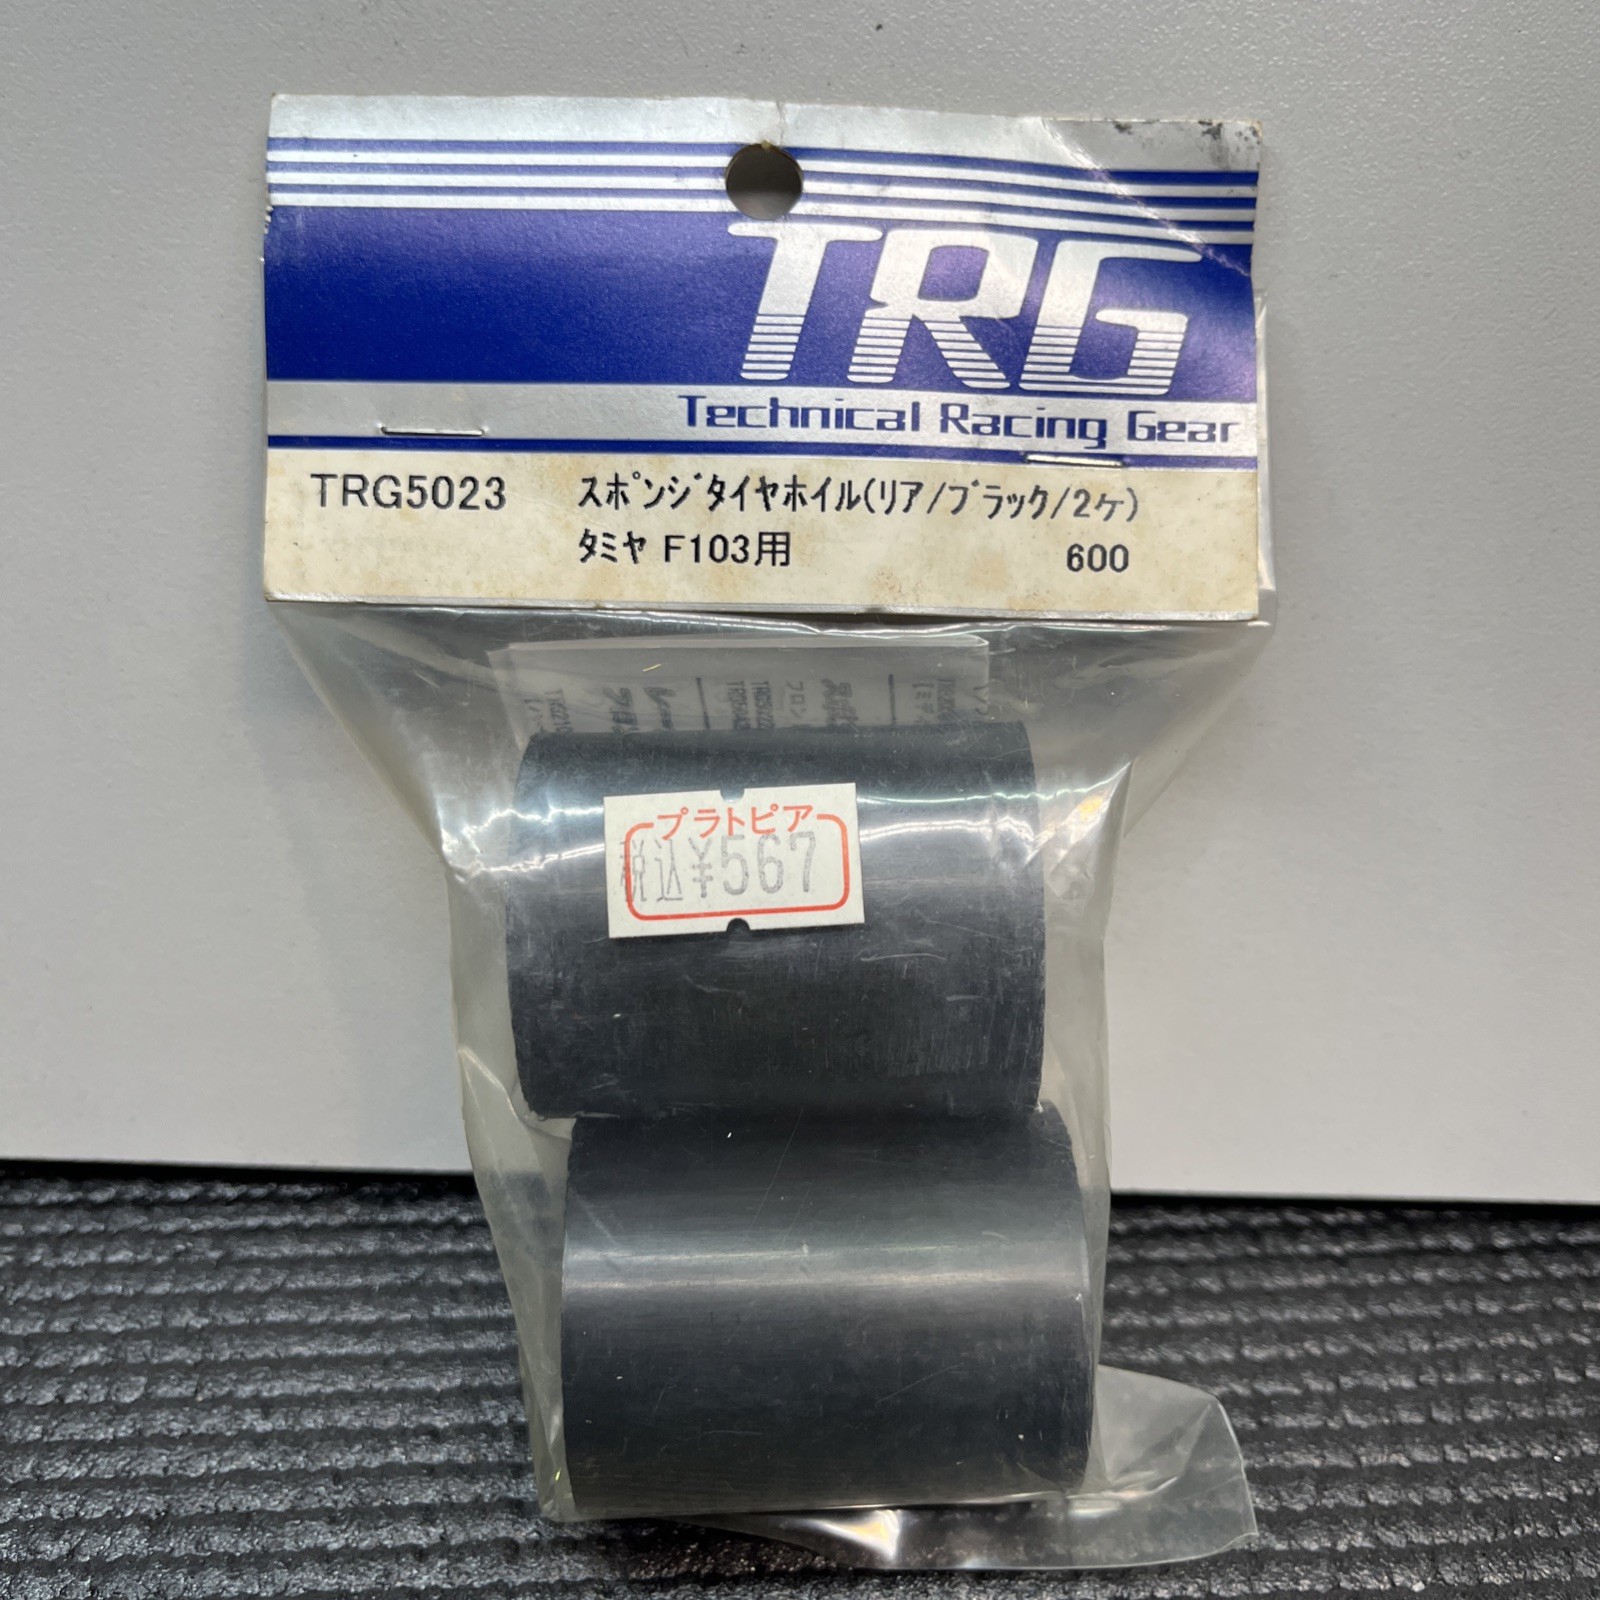 TRG
Technical Racing Gear
TRG5023 スポンジタイヤホイル(リア/ブラック/2ケ)
タミヤ F103用 600
プラトピア
税込¥567